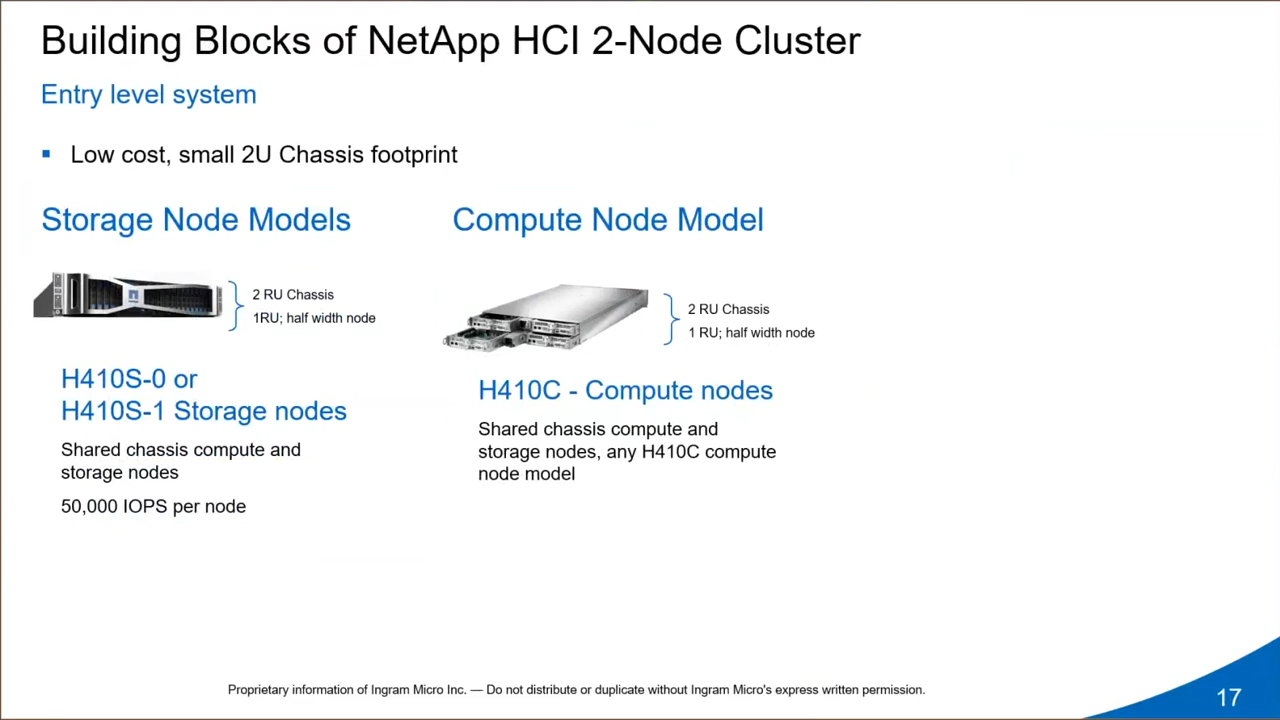 Building Blocks of NetApp HCI 2-Node Cluster
Entry level system
▪ Low cost, small 2U Chassis footprint
Storage Node Models
2 RU Chassis
1RU; half width node
H410S-0 or
H410S-1 Storage nodes
Shared chassis compute and
storage nodes
50,000 IOPS per node
Compute Node Model
2 RU Chassis
1 RU; half width node
H410C - Compute nodes
Shared chassis compute and
storage nodes, any H410C compute
node model
Proprietary information of Ingram Micro Inc. — Do not distribute or duplicate without Ingram Micro's express written permission.
17